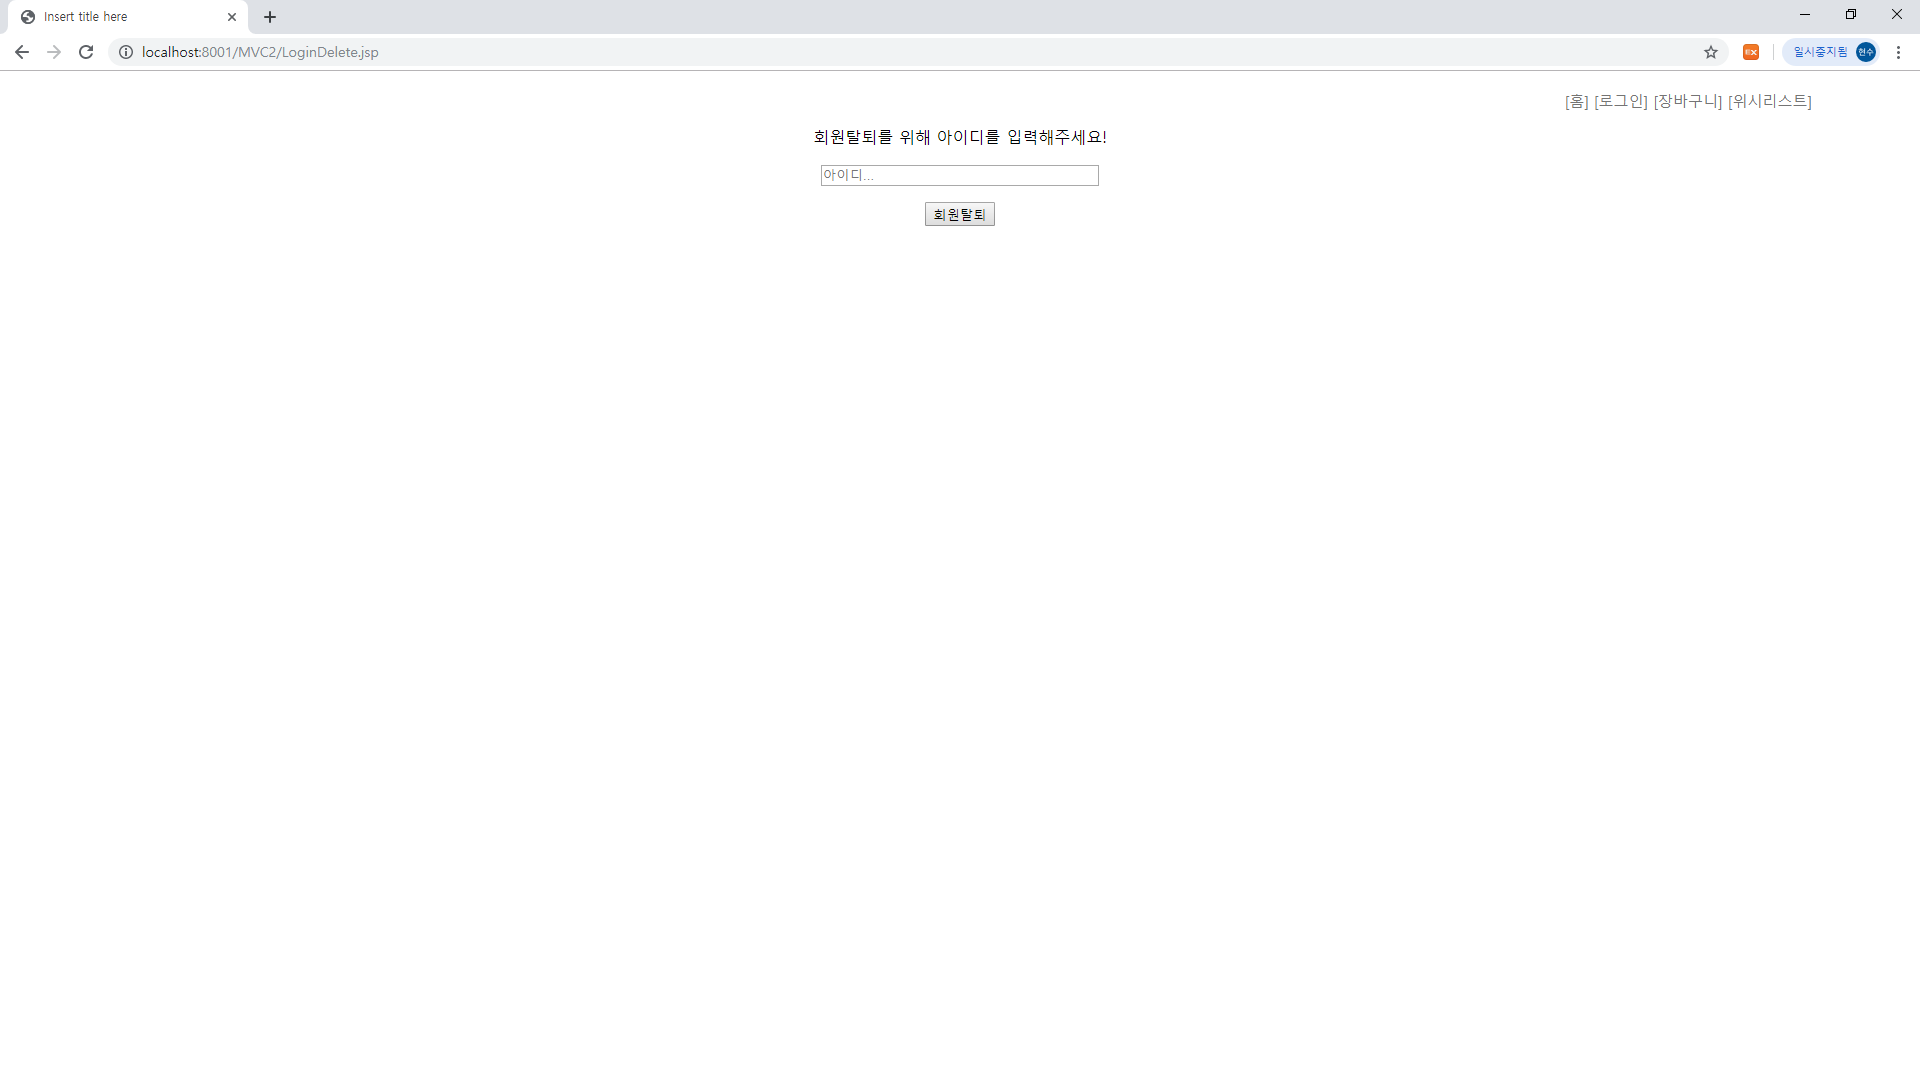 Insert title here
localhost:8001/MVC2/LoginDelete.jsp
일시중지됨 현수
[홈] [로그인] [장바구니] [위시리스트]
회원탈퇴를 위해 아이디를 입력해주세요!
아이디...
회원탈퇴